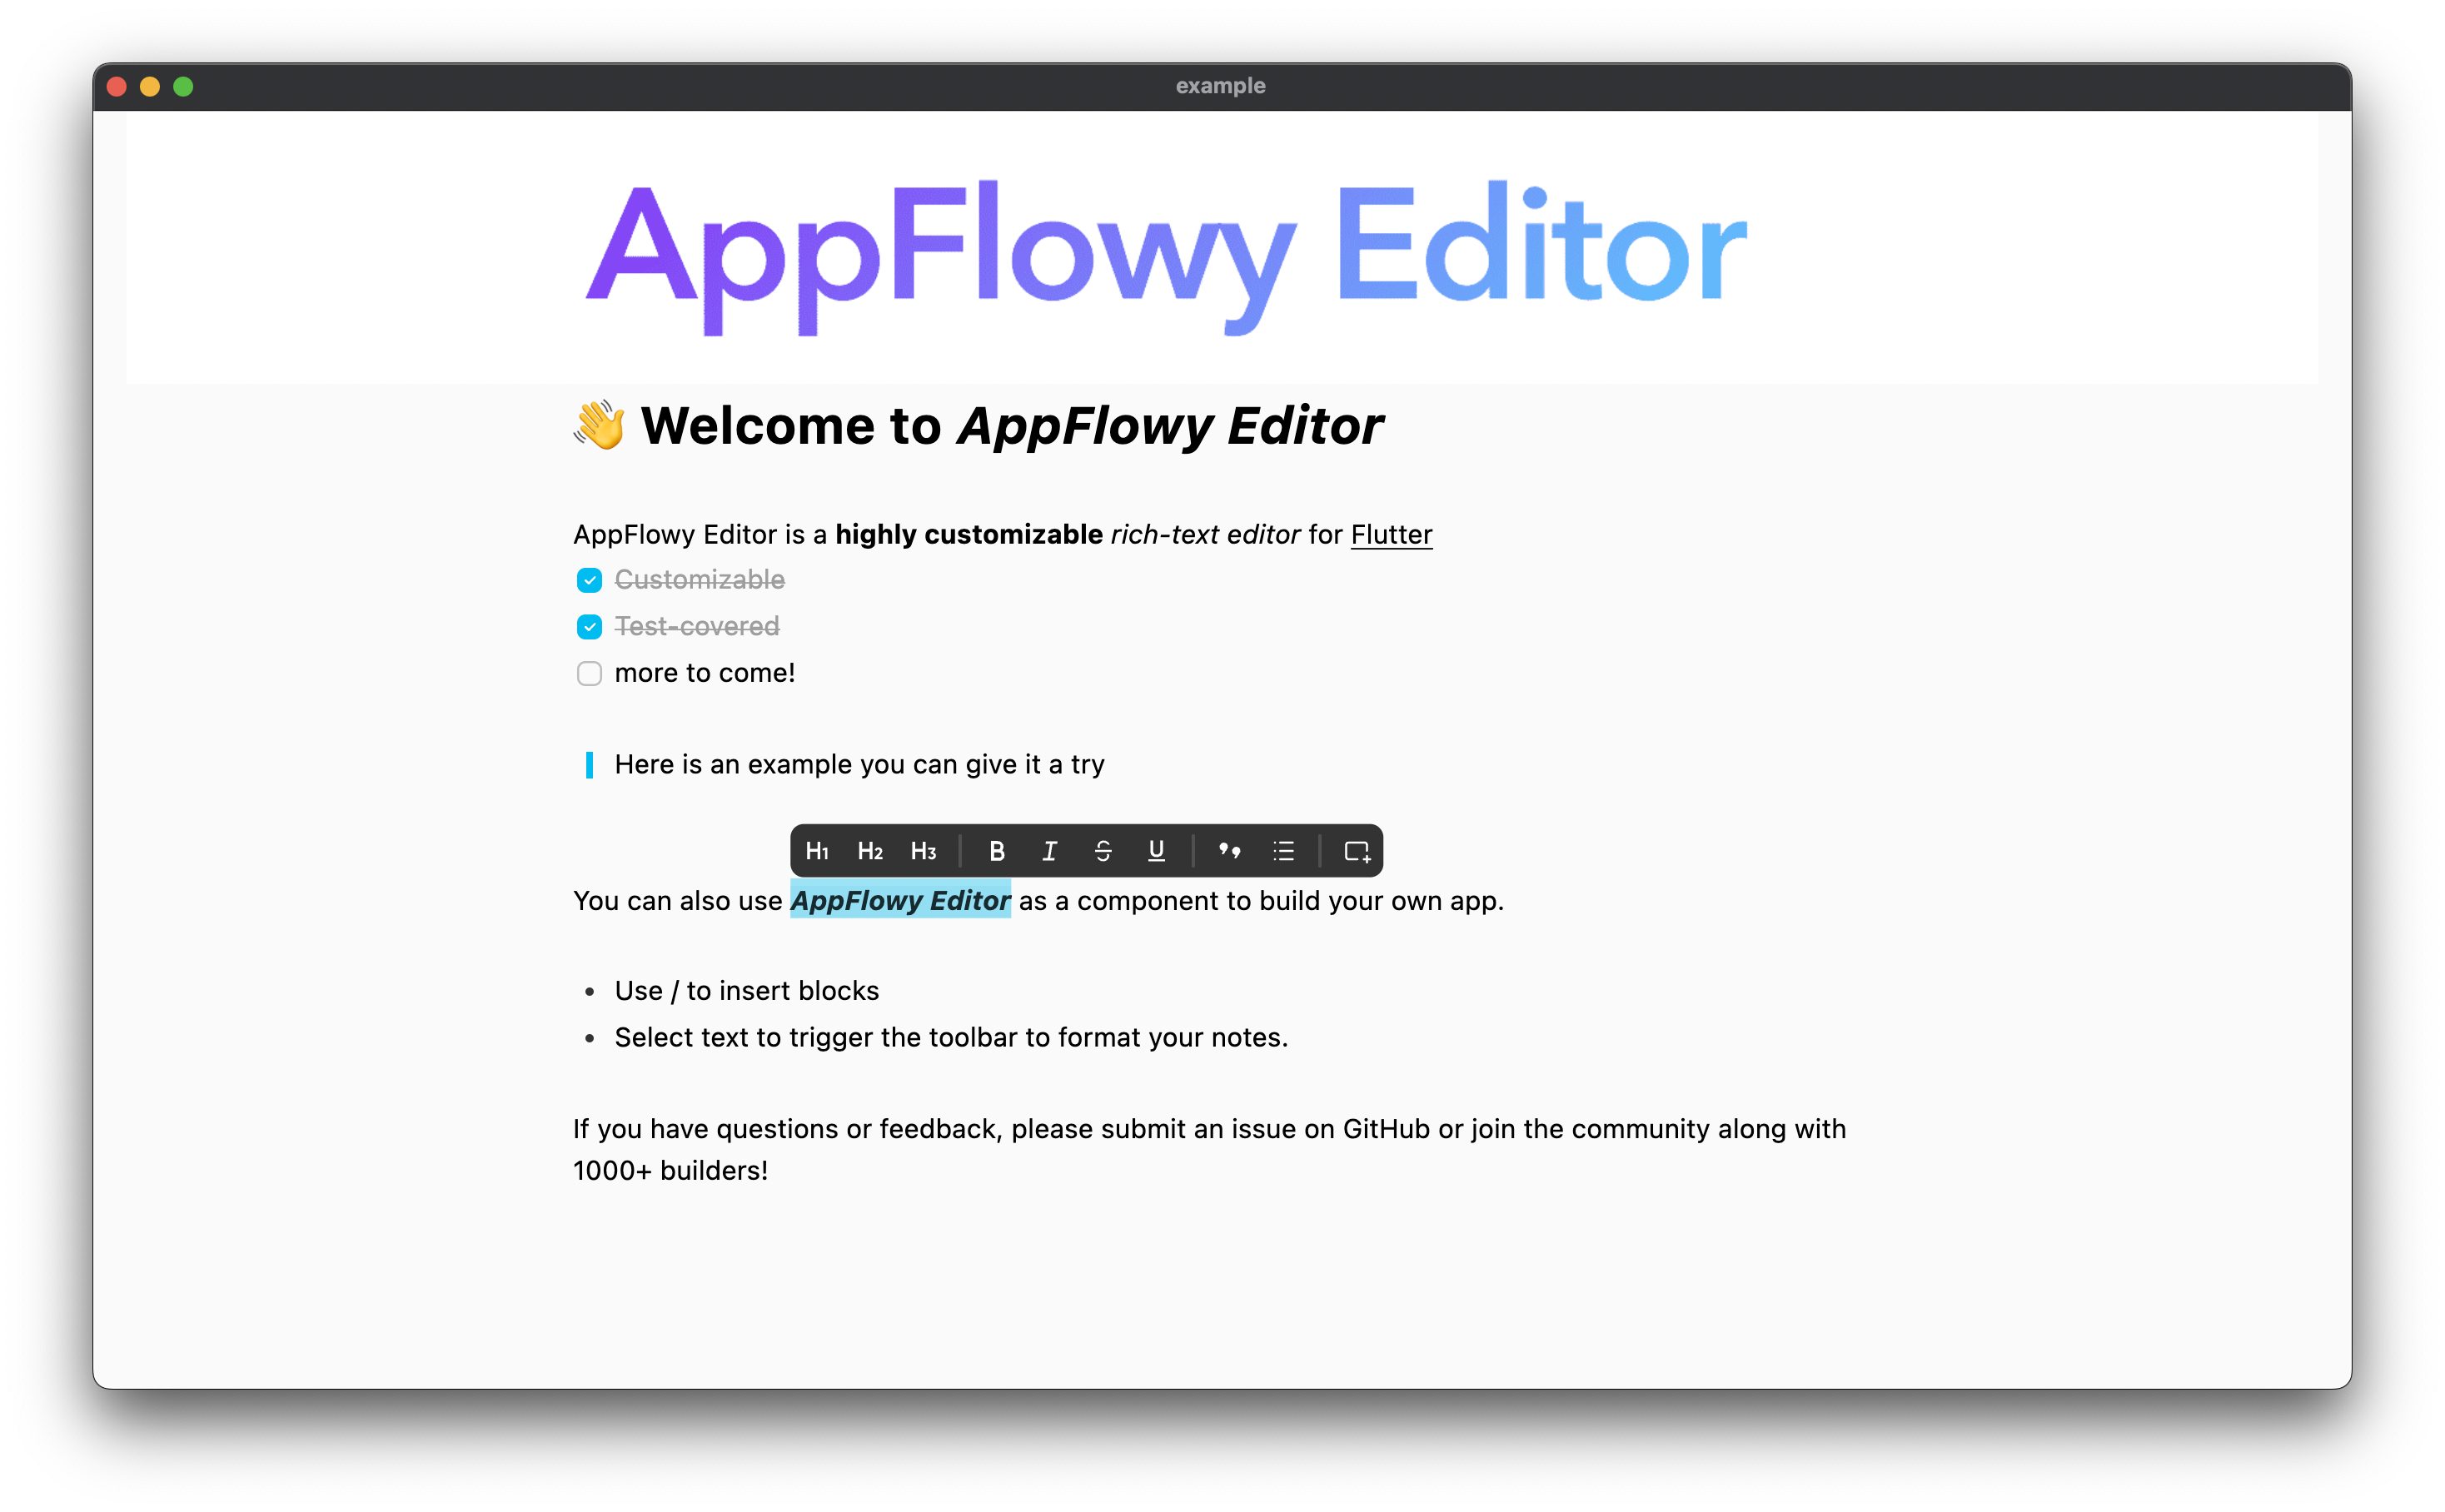 example
AppFlowy Editor
👋 Welcome to AppFlowy Editor
AppFlowy Editor is a highly customizable rich-text editor for Flutter
Customizable
Test-covered
more to come!
Here is an example you can give it a try
H1 H2 H3 B I S U
You can also use AppFlowy Editor as a component to build your own app.
• Use / to insert blocks
• Select text to trigger the toolbar to format your notes.
If you have questions or feedback, please submit an issue on GitHub or join the community along with
1000+ builders!